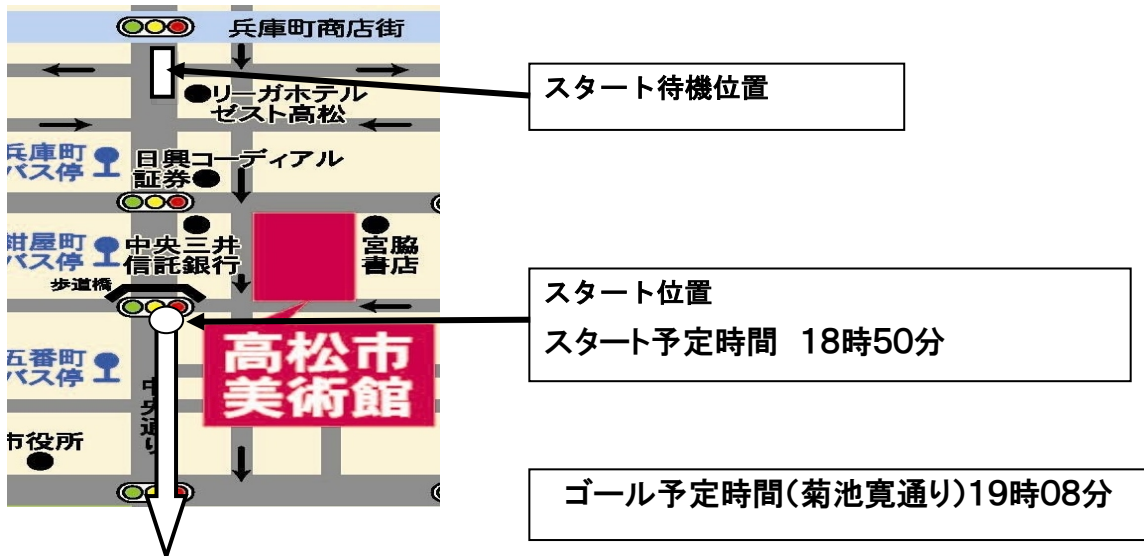 兵庫町商店街
スタート待機位置
リーガホテル
ゼスト高松
兵庫町
バス停
日興コーディアル
証券
紺屋町
バス停
中央三井
信託銀行
宮脇
書店
歩道橋
スタート位置
スタート予定時間 18時50分
高松市
美術館
五番町
バス停
中央通り
市役所
ゴール予定時間(菊池寛通り)19時08分